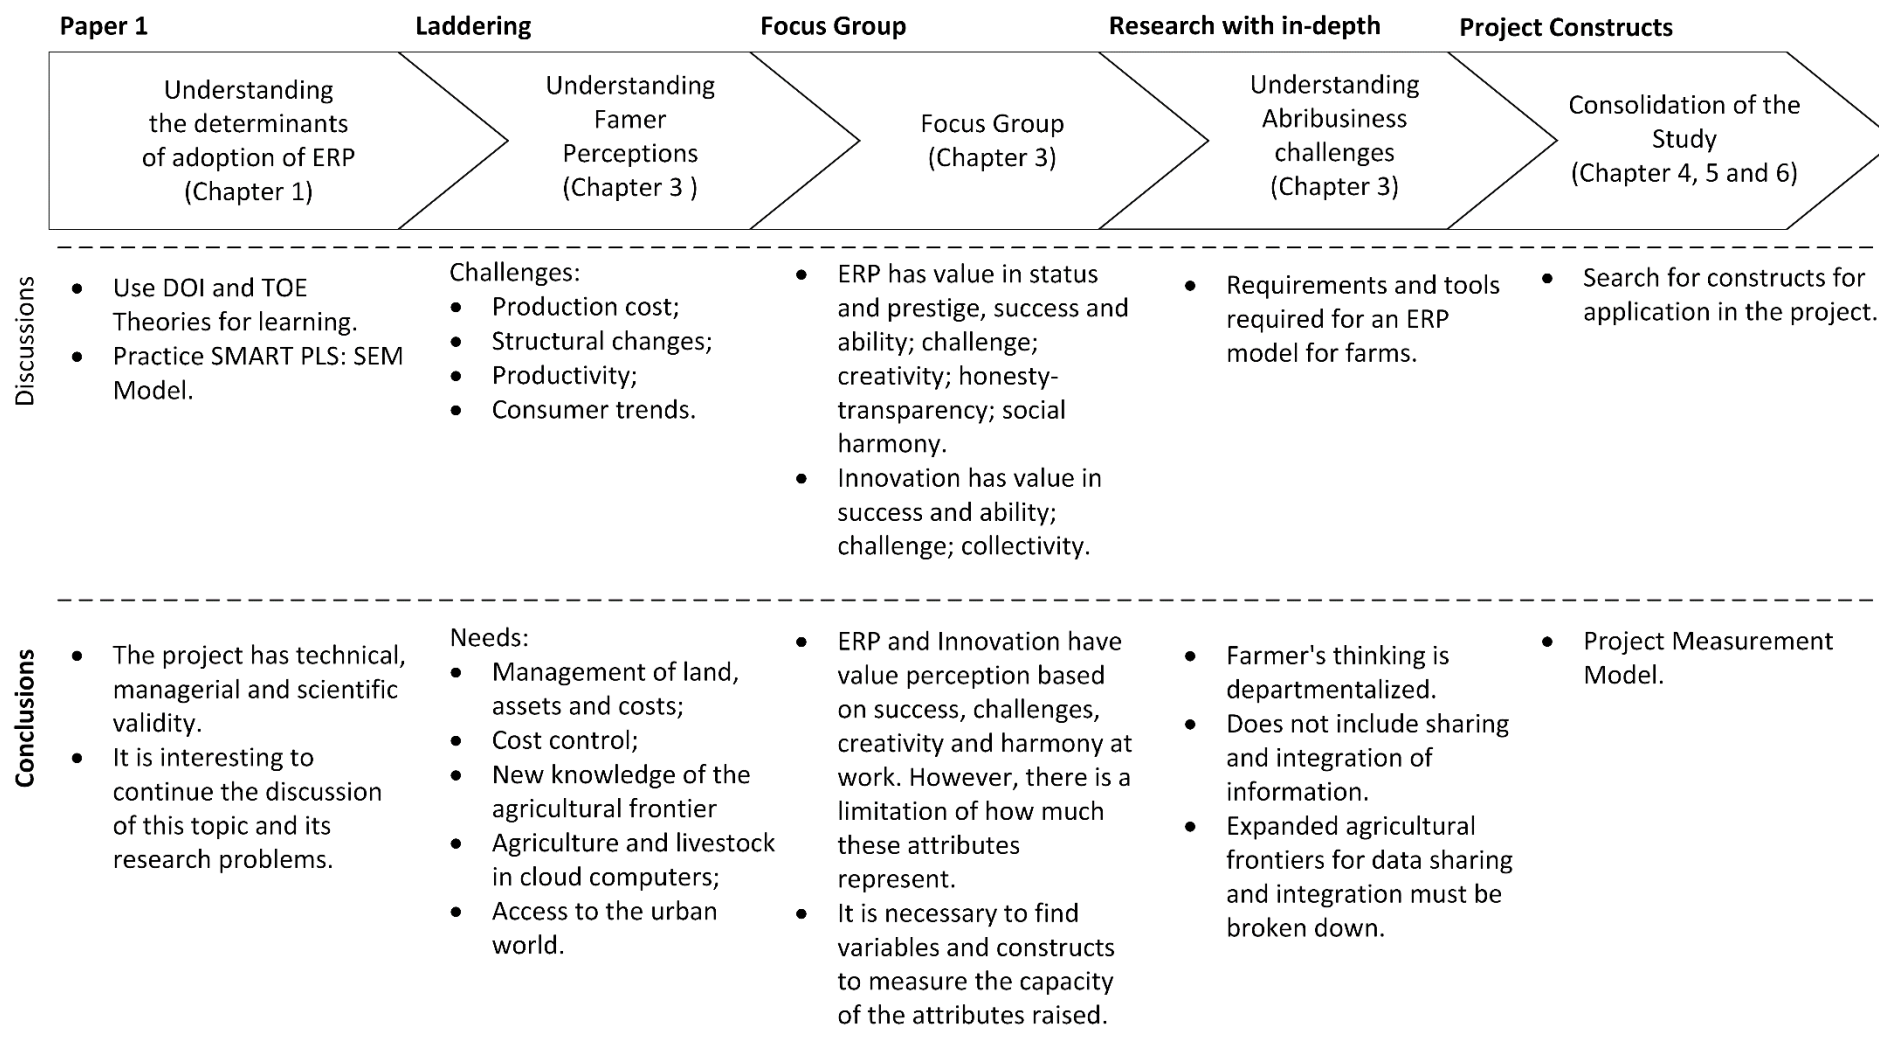 Paper 1
Laddering
Focus Group
Research with in-depth
Project Constructs
Understanding
the determinants
of adoption of ERP
(Chapter 1)
Understanding
Famer
Perceptions
(Chapter 3 )
Focus Group
(Chapter 3)
Understanding
Abribusiness
challenges
(Chapter 3)
Consolidation of the
Study
(Chapter 4, 5 and 6)
Discussions
• Use DOI and TOE
Theories for learning.
• Practice SMART PLS: SEM
Model.
Challenges:
• Production cost;
• Structural changes;
• Productivity;
• Consumer trends.
• ERP has value in status
and prestige, success and
ability; challenge;
creativity; honesty-
transparency; social
harmony.
• Innovation has value in
success and ability;
challenge; collectivity.
• Requirements and tools
required for an ERP
model for farms.
• Search for constructs for
application in the project.
Conclusions
• The project has technical,
managerial and scientific
validity.
• It is interesting to
continue the discussion
of this topic and its
research problems.
Needs:
• Management of land,
assets and costs;
• Cost control;
• New knowledge of the
agricultural frontier
• Agriculture and livestock
in cloud computers;
• Access to the urban
world.
• ERP and Innovation have
value perception based
on success, challenges,
creativity and harmony at
work. However, there is a
limitation of how much
these attributes
represent.
• It is necessary to find
variables and constructs
to measure the capacity
of the attributes raised.
• Farmer's thinking is
departmentalized.
• Does not include sharing
and integration of
information.
• Expanded agricultural
frontiers for data sharing
and integration must be
broken down.
• Project Measurement
Model.